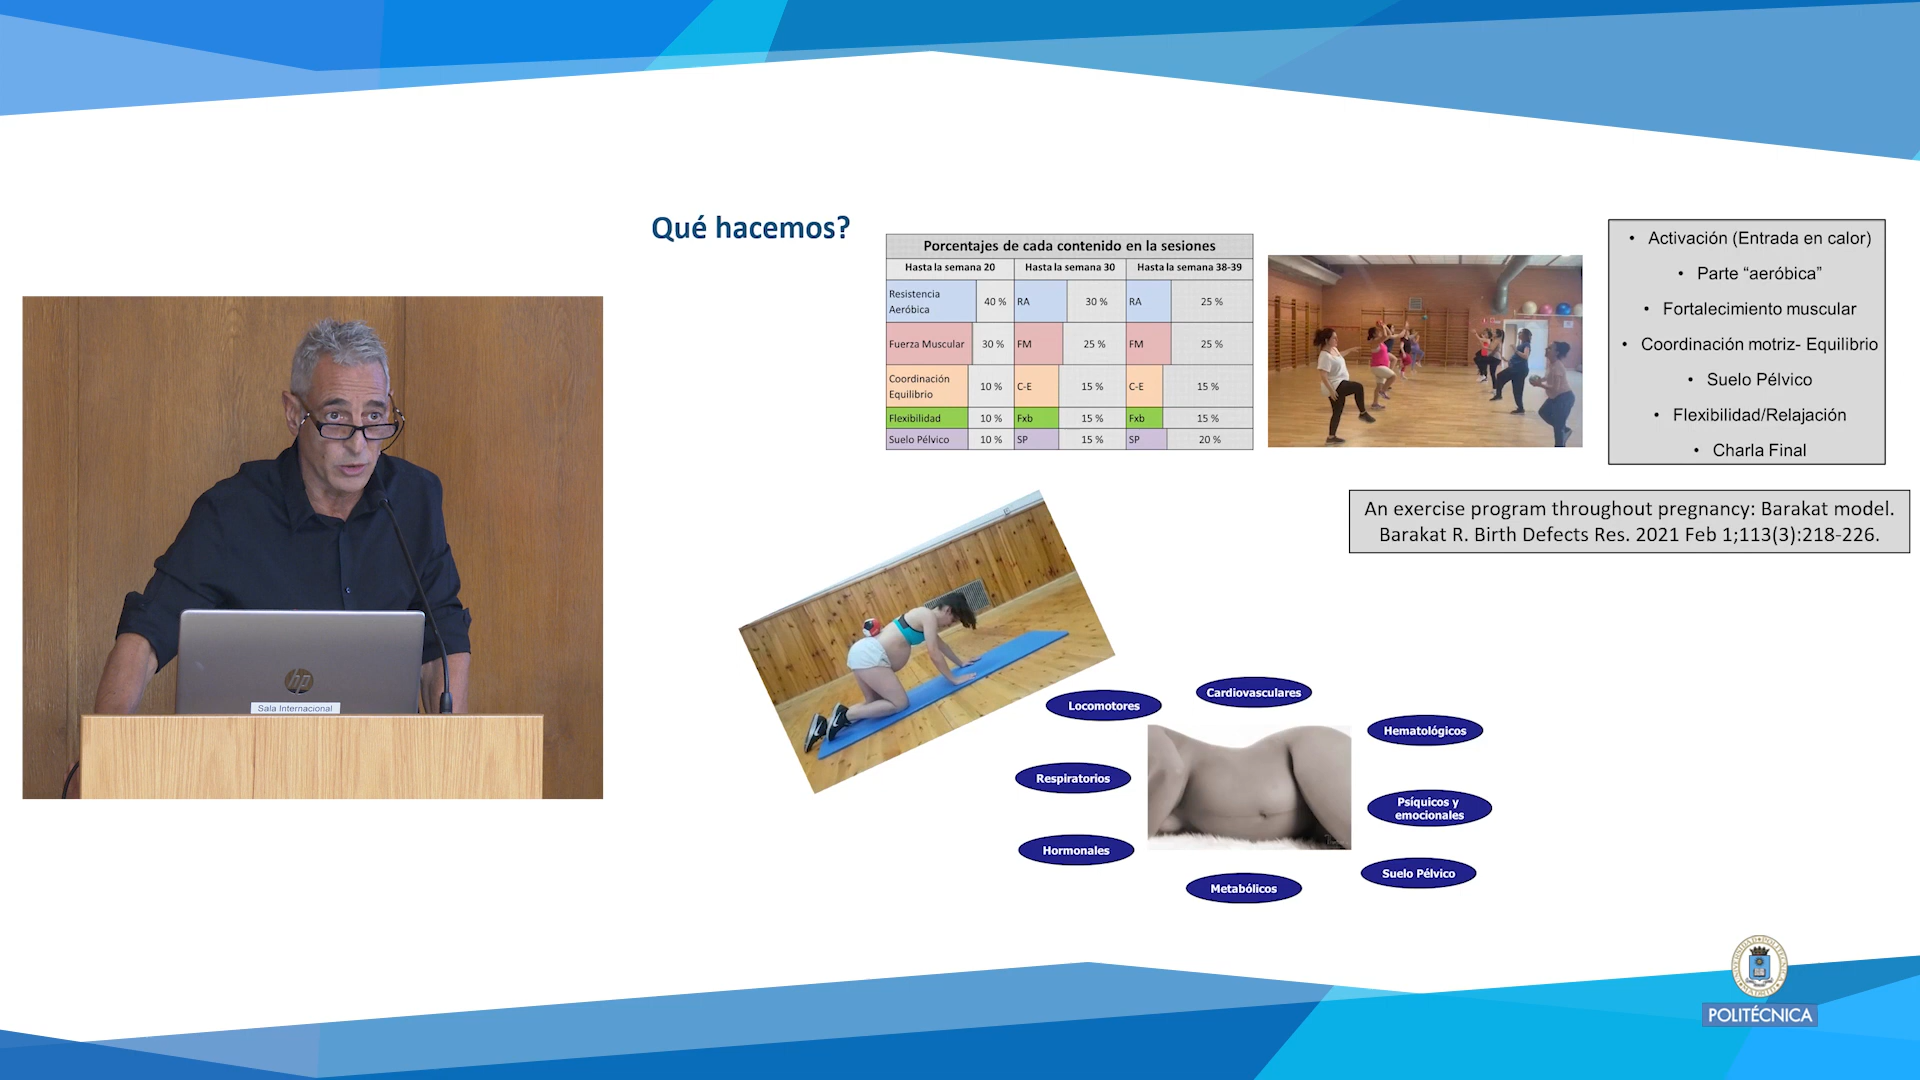 Qué hacemos?
Porcentajes de cada contenido en la sesiones
Hasta la semana 20 Hasta la semana 30 Hasta la semana 38-39
Resistencia Aeróbica 40 % RA 30 % RA 25 %
Fuerza Muscular 30 % FM 25 % FM 25 %
Coordinación Equilibrio 10 % C-E 15 % C-E 15 %
Flexibilidad 10 % Fxb 15 % Fxb 15 %
Suelo Pélvico 10 % SP 15 % SP 20 %
• Activación (Entrada en calor)
• Parte “aeróbica”
• Fortalecimiento muscular
• Coordinación motriz- Equilibrio
• Suelo Pélvico
• Flexibilidad/Relajación
• Charla Final
An exercise program throughout pregnancy: Barakat model.
Barakat R. Birth Defects Res. 2021 Feb 1;113(3):218-226.
hp
Sala Internacional
Locomotores
Cardiovasculares
Hematológicos
Respiratorios
Psíquicos y
emocionales
Hormonales
Suelo Pélvico
Metabólicos
POLITÉCNICA